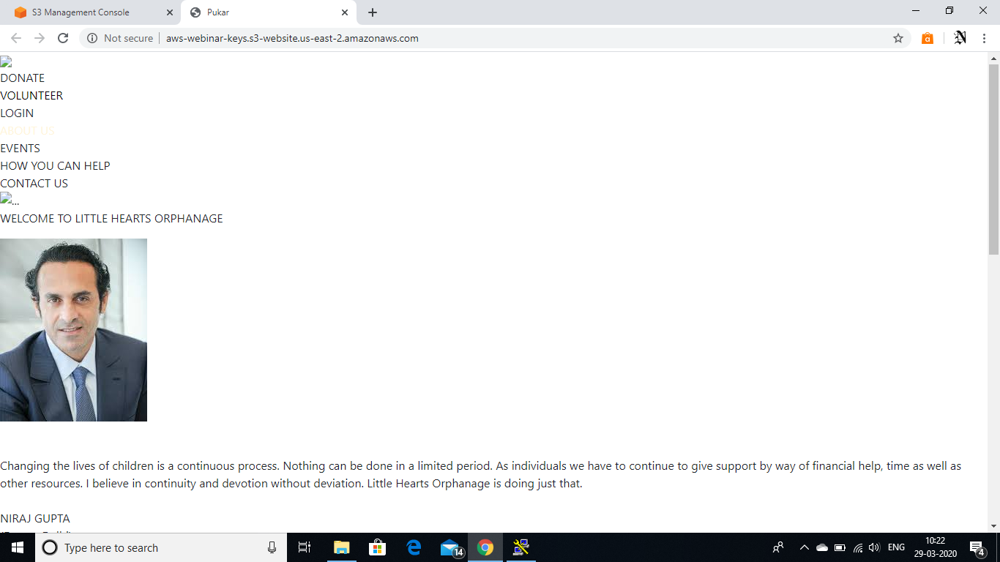 S3 Management Console
Pukar
Not secure
aws-webinar-keys.s3-website.us-east-2.amazonaws.com
DONATE
VOLUNTEER
LOGIN
ABOUT US
EVENTS
HOW YOU CAN HELP
CONTACT US
...
WELCOME TO LITTLE HEARTS ORPHANAGE
Changing the lives of children is a continuous process. Nothing can be done in a limited period. As individuals we have to continue to give support by way of financial help, time as well as
other resources. I believe in continuity and devotion without deviation. Little Hearts Orphanage is doing just that.
NIRAJ GUPTA
Type here to search
14
ENG
10:22
29-03-2020
4